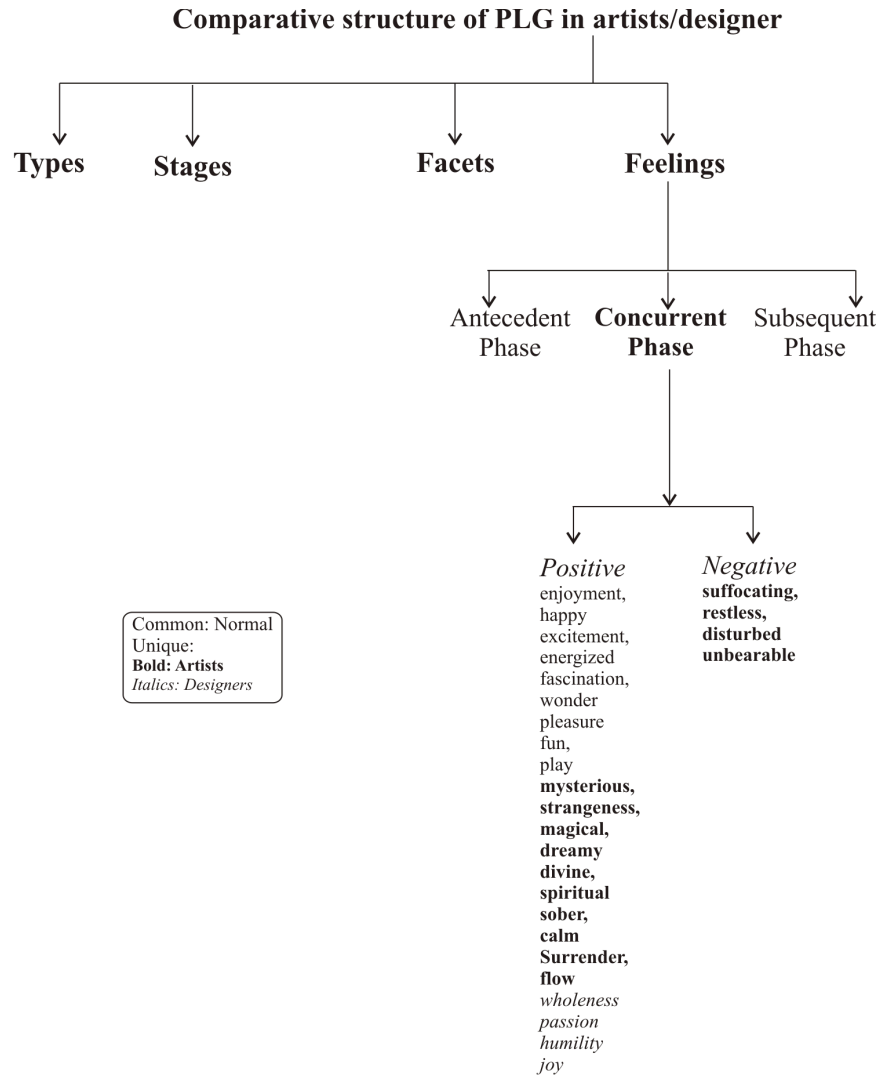 Comparative structure of PLG in artists/designer
Types
Stages
Facets
Feelings
Antecedent
Phase
Concurrent
Phase
Subsequent
Phase
Positive
enjoyment,
happy
excitement,
energized
fascination,
wonder
pleasure
fun,
play
mysterious,
strangeness,
magical,
dreamy
divine,
spiritual
sober,
calm
Surrender,
flow
wholeness
passion
humility
joy
Negative
suffocating,
restless,
disturbed
unbearable
Common: Normal
Unique:
Bold: Artists
Italics: Designers